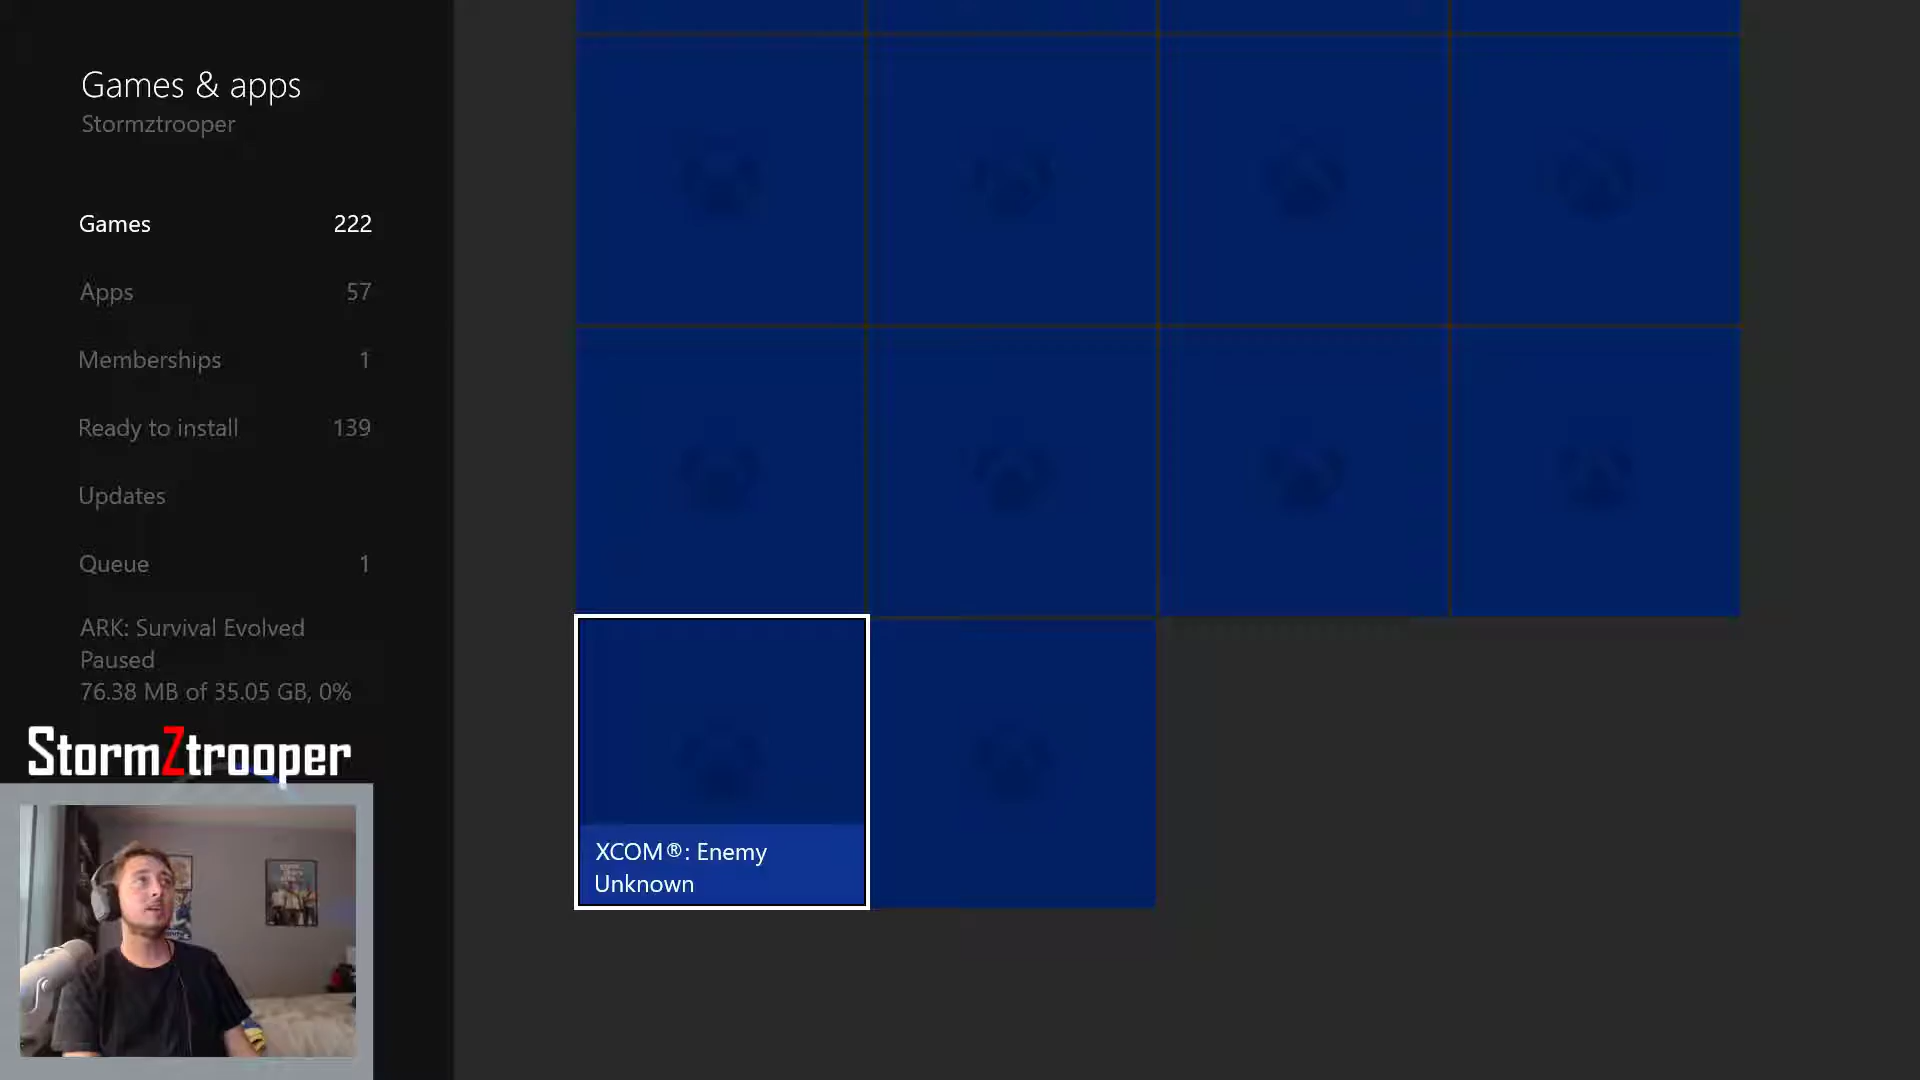 Games & apps
Stormztrooper
Games 222
Apps 57
Memberships 1
Ready to install 139
Updates
Queue 1
ARK: Survival Evolved
Paused
76.38 MB of 35.05 GB, 0%
StormZtrooper
XCOM®: Enemy
Unknown